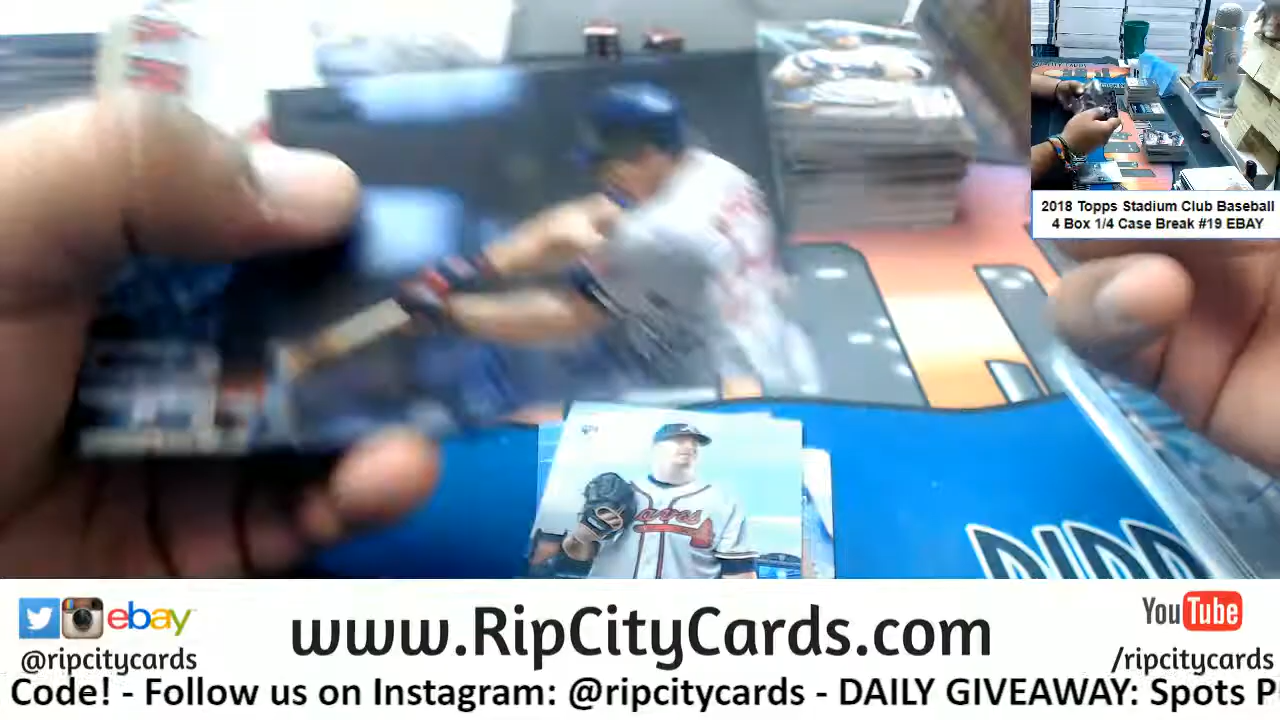 2018 Topps Stadium Club Baseball
4 Box 1/4 Case Break #19 EBAY
Braves
ebay
@ripcitycards
www.RipCityCards.com
YouTube
/ripcitycards
Code! - Follow us on Instagram: @ripcitycards - DAILY GIVEAWAY: Spots P